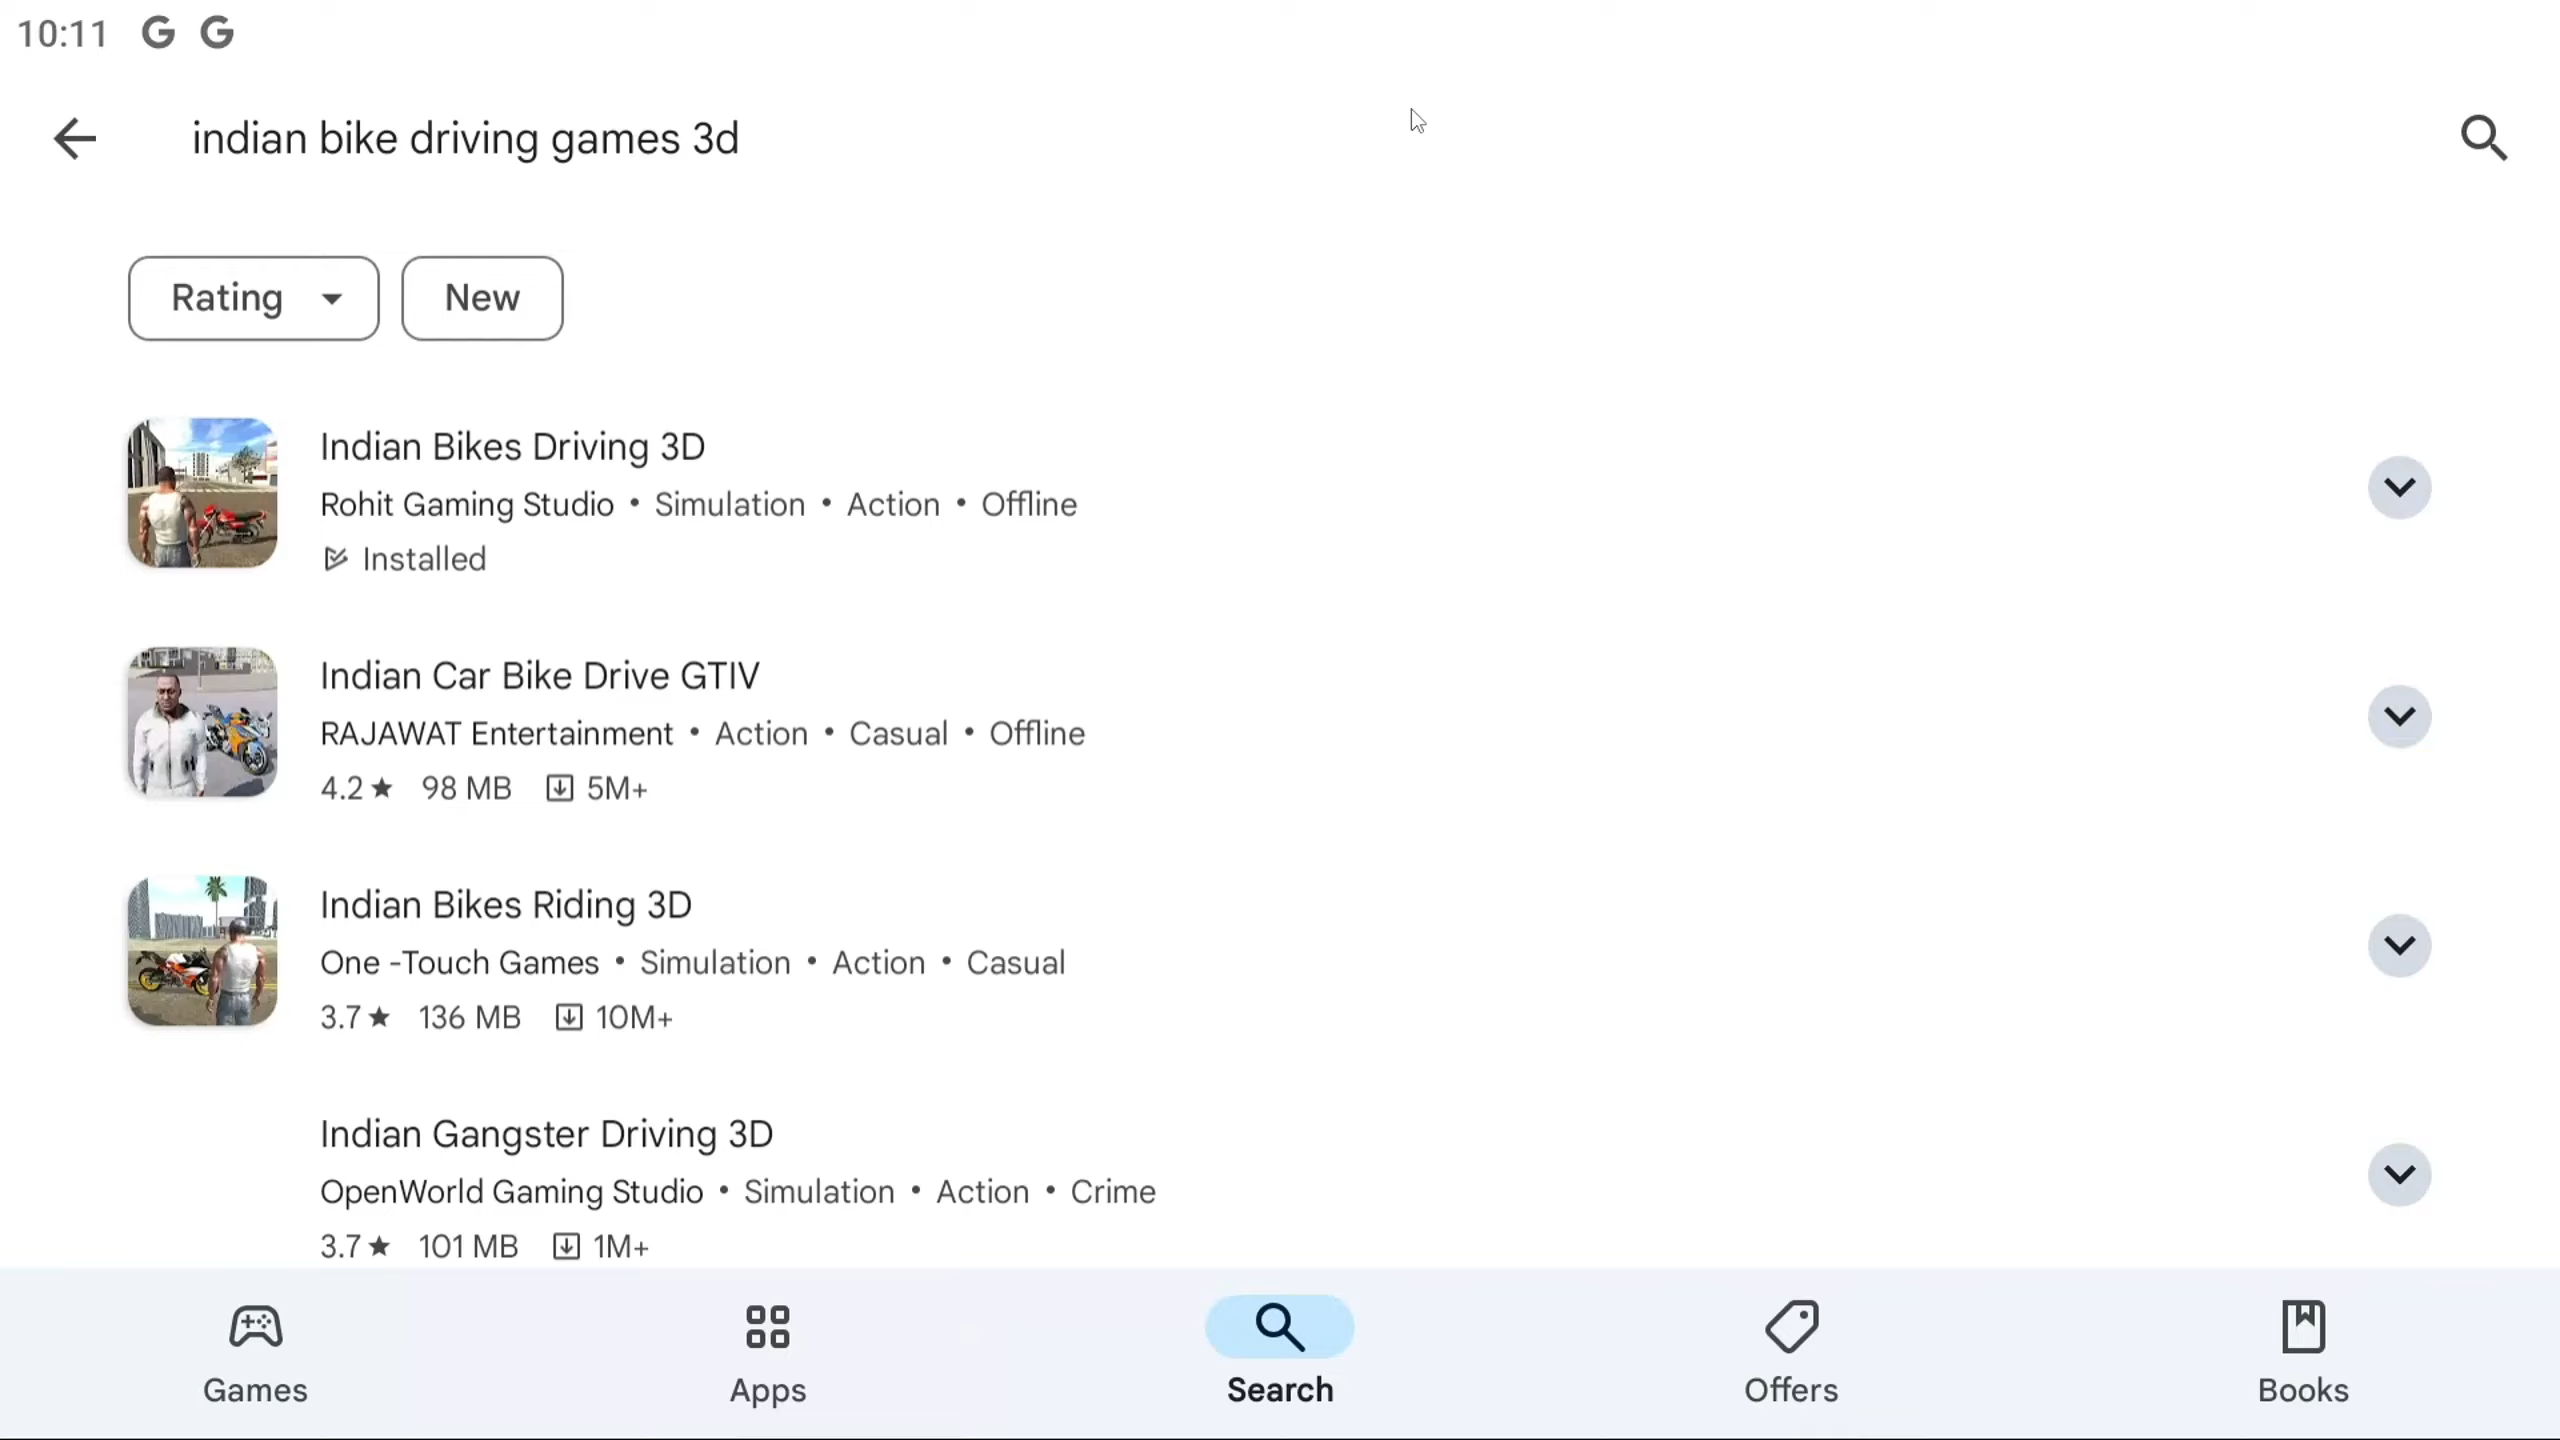 10:11 G G
indian bike driving games 3d
Rating New
Indian Bikes Driving 3D
Rohit Gaming Studio • Simulation • Action • Offline
Installed
Indian Car Bike Drive GTIV
RAJAWAT Entertainment • Action • Casual • Offline
4.2★ 98 MB 5M+
Indian Bikes Riding 3D
One -Touch Games • Simulation • Action • Casual
3.7★ 136 MB 10M+
Indian Gangster Driving 3D
OpenWorld Gaming Studio • Simulation • Action • Crime
3.7★ 101 MB 1M+
Games Apps Search Offers Books